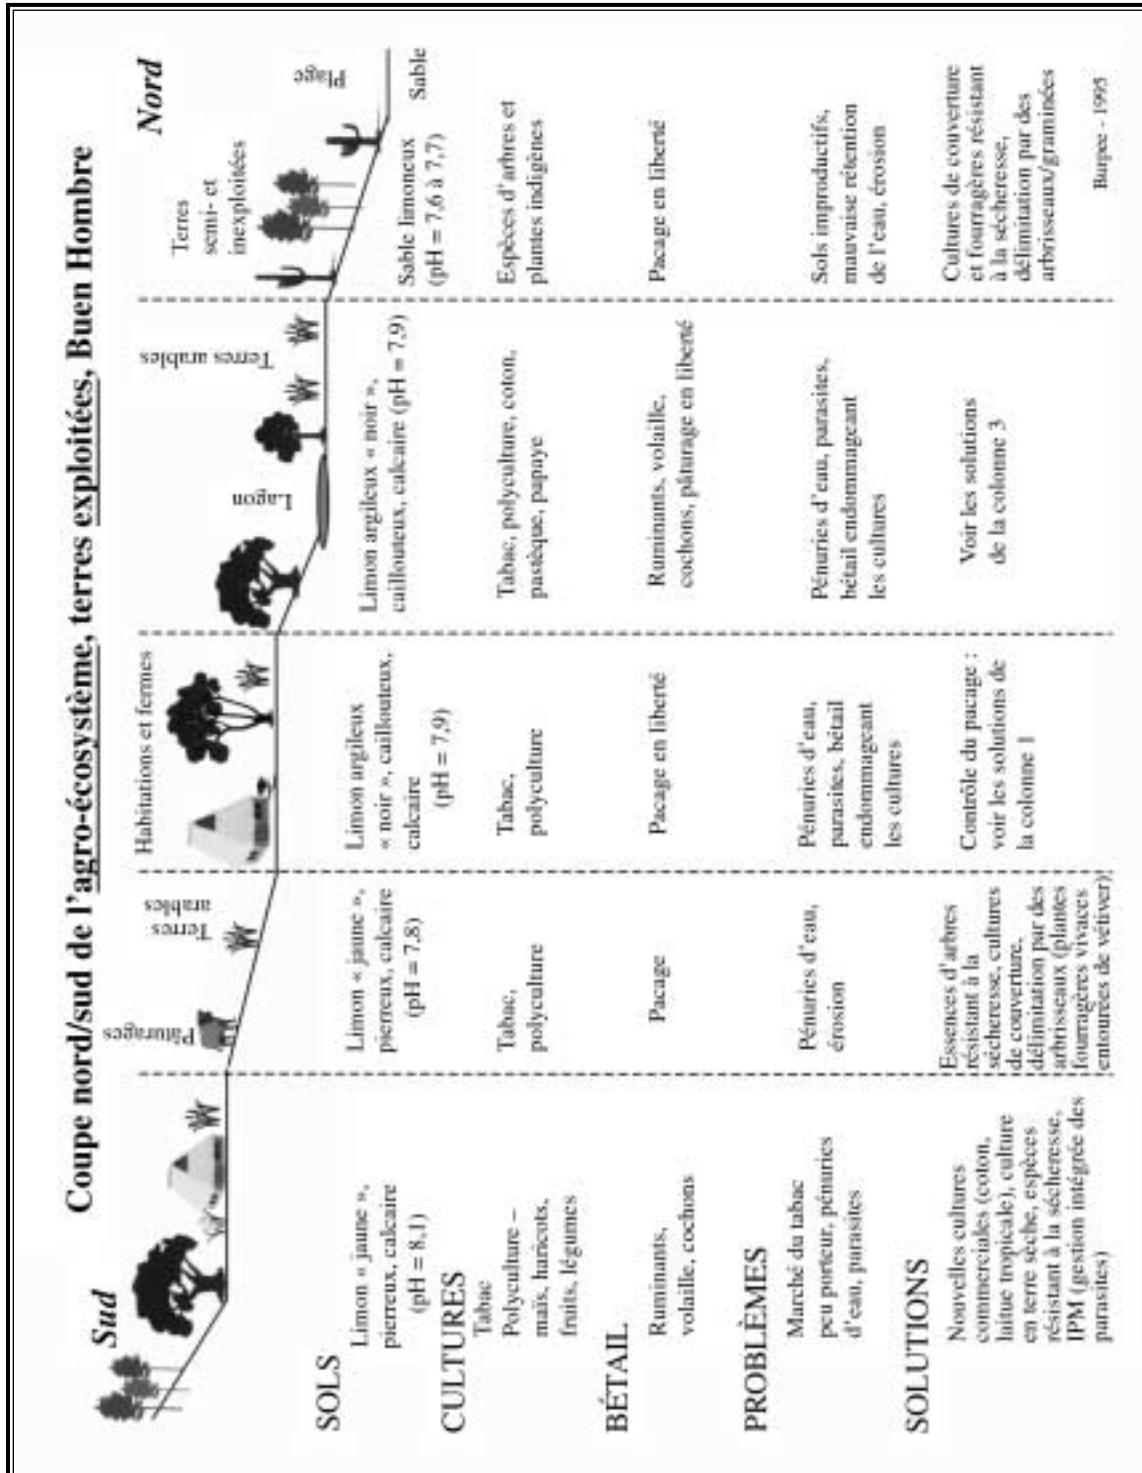 Coupe nord/sud de l'agro-écosystème, terres exploitées, Buen Hombre
Sud
Nord
Pâturages
Terres
arables
Habitations et fermes
Lagon
Terres arables
Terres
semi- et
inexploitées
Plage
SOLS
Limon « jaune »,
pierreux, calcaire
(pH = 8,1)
Limon « jaune »,
pierreux, calcaire
(pH = 7,8)
Limon argileux
« noir », caillouteux,
calcaire
(pH = 7,9)
Limon argileux « noir »,
caillouteux, calcaire (pH = 7,9)
Sable limoneux
(pH = 7,6 à 7,7)
Sable
CULTURES
Tabac
Polyculture –
maïs, haricots,
fruits, légumes
Tabac,
polyculture
Tabac,
polyculture
Tabac, polyculture, coton,
pastèque, papaye
Espèces d'arbres et
plantes indigènes
BÉTAIL
Ruminants,
volaille, cochons
Pacage
Pacage en liberté
Ruminants, volaille,
cochons, pâturage en liberté
Pacage en liberté
PROBLÈMES
Marché du tabac
peu porteur, pénuries
d'eau, parasites
Pénuries d'eau,
érosion
Pénuries d'eau,
parasites, bétail
endommageant
les cultures
Pénuries d'eau, parasites,
bétail endommageant
les cultures
Sols improductifs,
mauvaise rétention
de l'eau, érosion
SOLUTIONS
Nouvelles cultures
commerciales (coton,
laitue tropicale), culture
en terre sèche, espèces
résistant à la sécheresse,
IPM (gestion intégrée des
parasites)
Essences d'arbres
résistant à la
sécheresse, cultures
de couverture,
délimitation par des
arbrisseaux (plantes
fourragères vivaces
entourées de vétiver)
Contrôle du pacage :
voir les solutions de
la colonne 1
Voir les solutions
de la colonne 3
Cultures de couverture
et fourragères résistant
à la sécheresse,
délimitation par des
arbrisseaux/graminées
Burpee - 1995